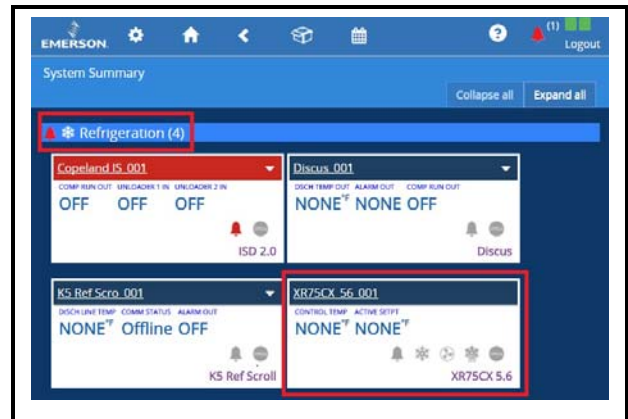 EMERSON
(1)
Logout
System Summary
Collapse all
Expand all
Refrigeration (4)
Copeland IS_001
COMP RUN OUT UNLOADER 1 IN UNLOADER 2 IN
OFF OFF OFF
ISD 2.0
Discus_001
DSCH TEMP OUT ALARM OUT COMP RUN OUT
NONE°F NONE OFF
Discus
K5 Ref Scro_001
DISCH LINE TEMP COMM STATUS ALARM OUT
NONE°F Offline OFF
K5 Ref Scroll
XR75CX_56_001
CONTROL TEMP ACTIVE SETPT
NONE°F NONE°F
XR75CX 5.6